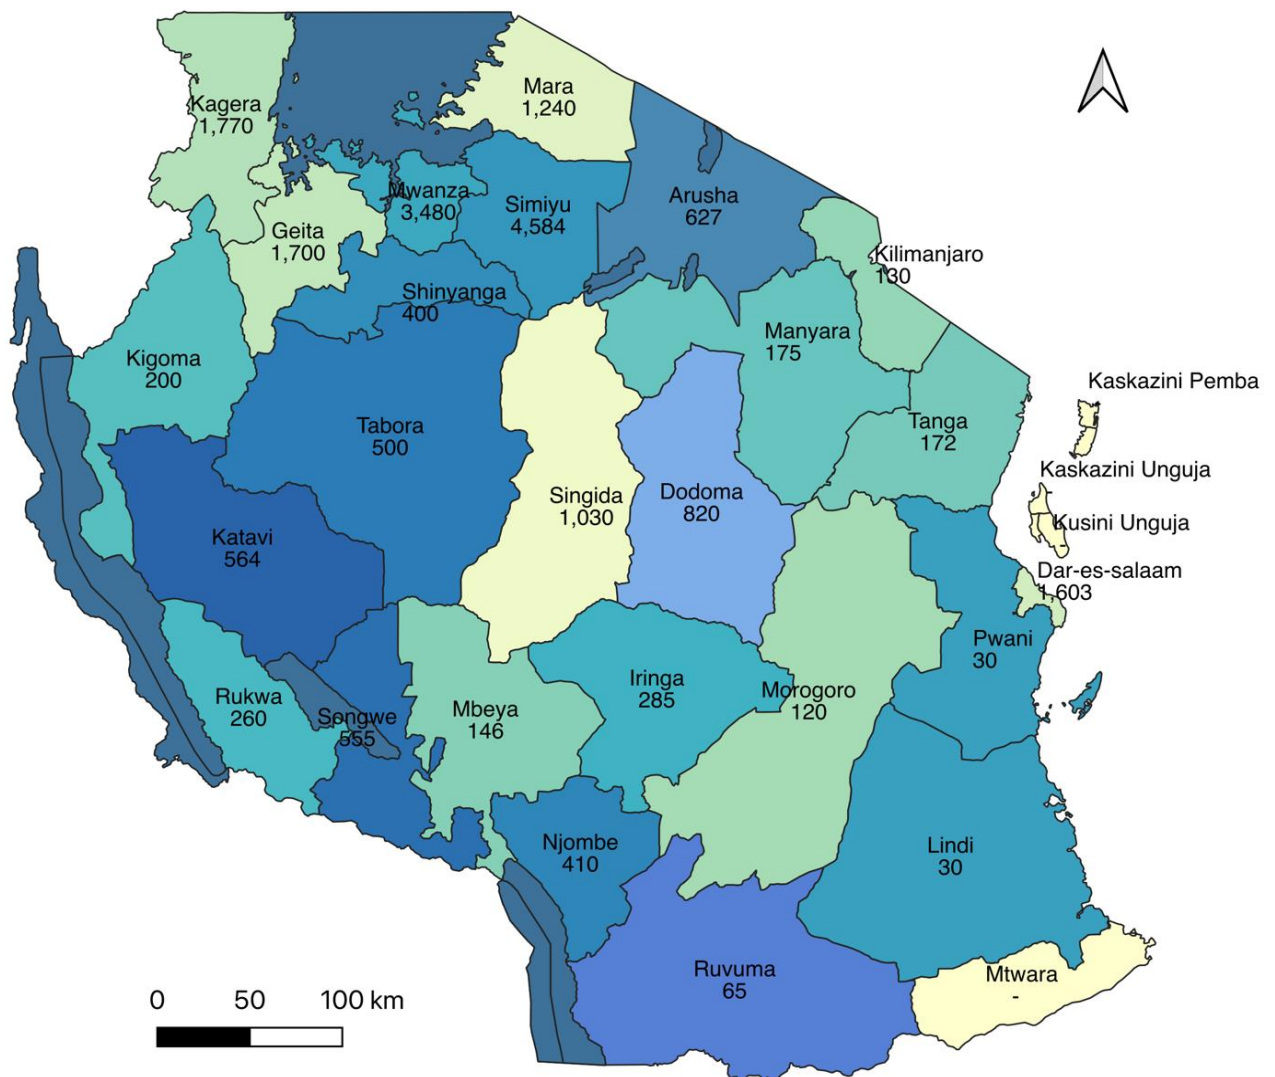 Mara
1,240
Kagera
1,770
Mwanza
3,480
Simiyu
4,584
Arusha
627
Geita
1,700
Kilimanjaro
130
Shinyanga
400
Manyara
175
Kigoma
200
Kaskazini Pemba
Tabora
500
Tanga
172
Kaskazini Unguja
-
Singida
1,030
Dodoma
820
Kusini Unguja
-
Katavi
564
Dar-es-salaam
1,603
Pwani
30
Rukwa
260
Songwe
555
Mbeya
146
Iringa
285
Morogoro
120
Njombe
410
Lindi
30
Ruvuma
65
Mtwara
-
0 50 100 km